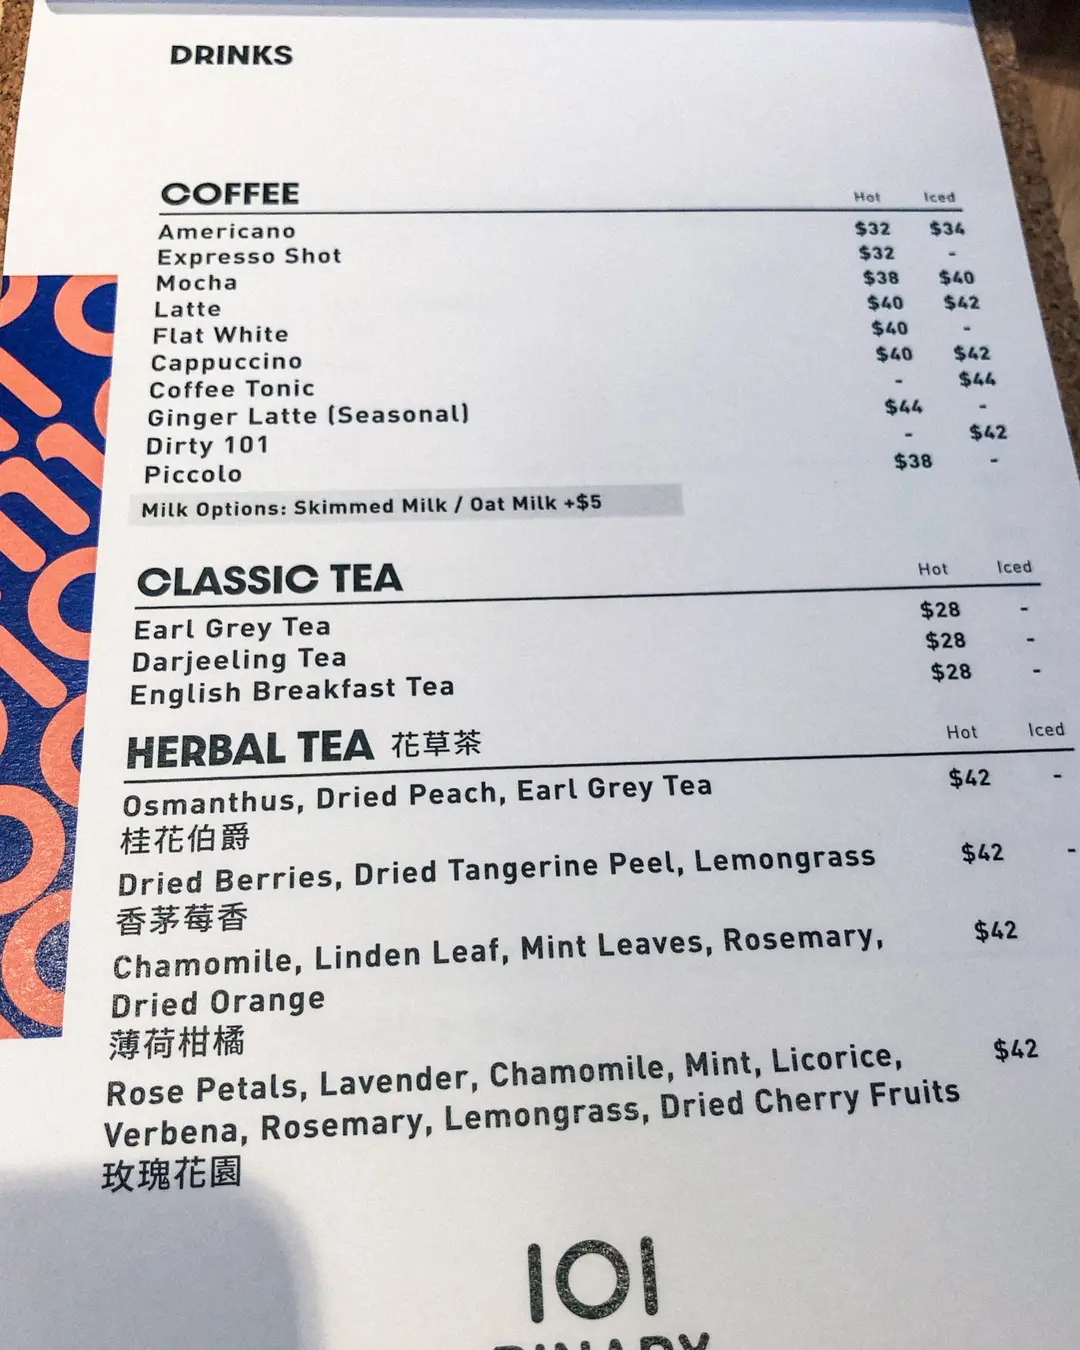 DRINKS
COFFEE Hot Iced
Americano $32 $34
Expresso Shot $32 -
Mocha $38 $40
Latte $40 $42
Flat White $40 -
Cappuccino $40 $42
Coffee Tonic - $44
Ginger Latte (Seasonal) $44 -
Dirty 101 - $42
Piccolo $38 -
Milk Options: Skimmed Milk / Oat Milk +$5
CLASSIC TEA Hot Iced
Earl Grey Tea $28 -
Darjeeling Tea $28 -
English Breakfast Tea $28 -
HERBAL TEA 花草茶 Hot Iced
Osmanthus, Dried Peach, Earl Grey Tea $42 -
桂花伯爵
Dried Berries, Dried Tangerine Peel, Lemongrass $42 -
香茅莓香
Chamomile, Linden Leaf, Mint Leaves, Rosemary, $42
Dried Orange
薄荷柑橘
Rose Petals, Lavender, Chamomile, Mint, Licorice, $42
Verbena, Rosemary, Lemongrass, Dried Cherry Fruits
玫瑰花園
101
BINARY